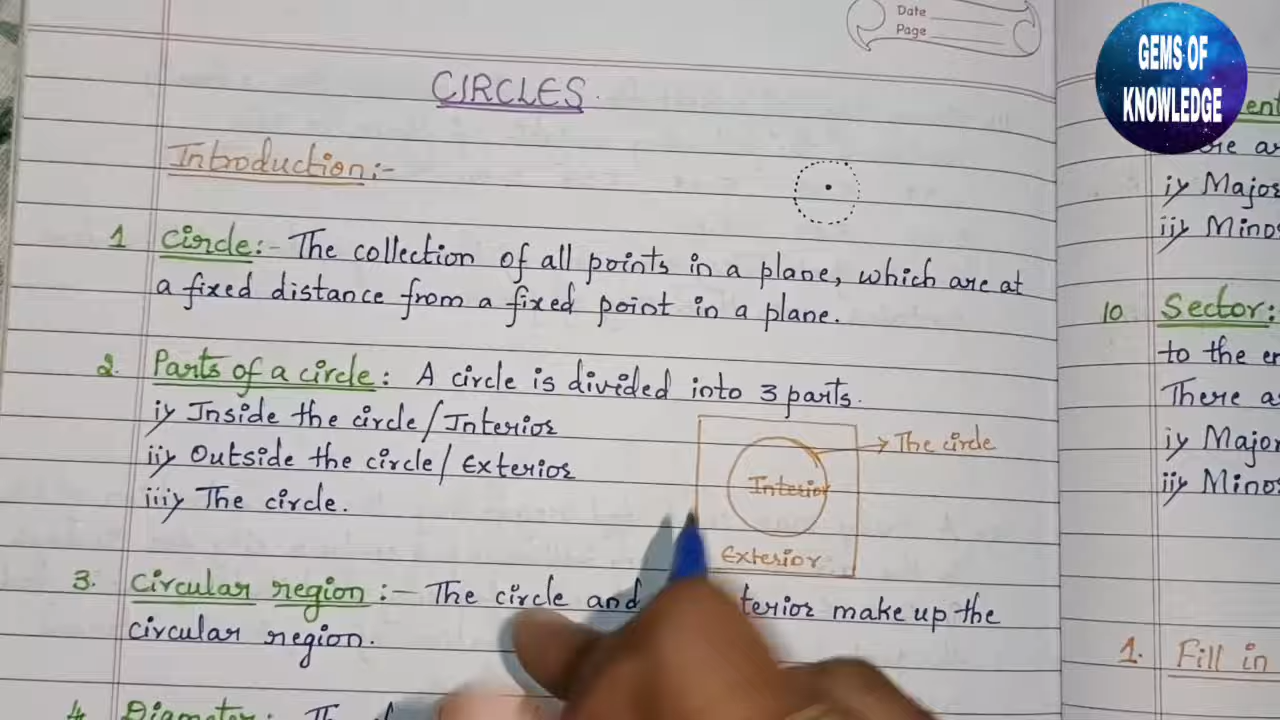 Date
Page
GEMS OF
KNOWLEDGE
CIRCLES.
Introduction:-
1 Circle:- The collection of all points in a plane, which are at
a fixed distance from a fixed point in a plane.
2. Parts of a circle: A circle is divided into 3 parts.
i) Inside the circle/Interior
ii) Outside the circle/Exterior
iii) The circle.
The circle
Interior
Exterior
3. Circular region:- The circle and terior make up the
circular region.
4. Diameter:
i) Major
ii) Mino
10. Sector:
to the
There a
i) Major
ii) Mino
1. Fill in